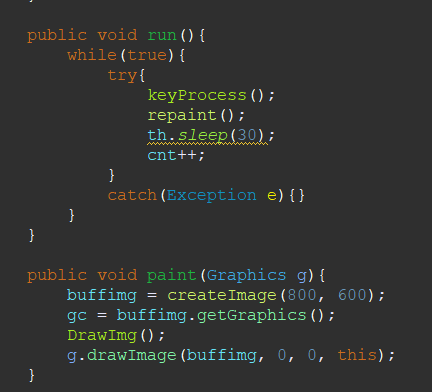 public void run(){
while(true){
try{
keyProcess();
repaint();
th.sleep(30);
cnt++;
}
catch(Exception e){}
}
}
public void paint(Graphics g){
buffimg = createImage(800, 600);
gc = buffimg.getGraphics();
DrawImg();
g.drawImage(buffimg, 0, 0, this);
}